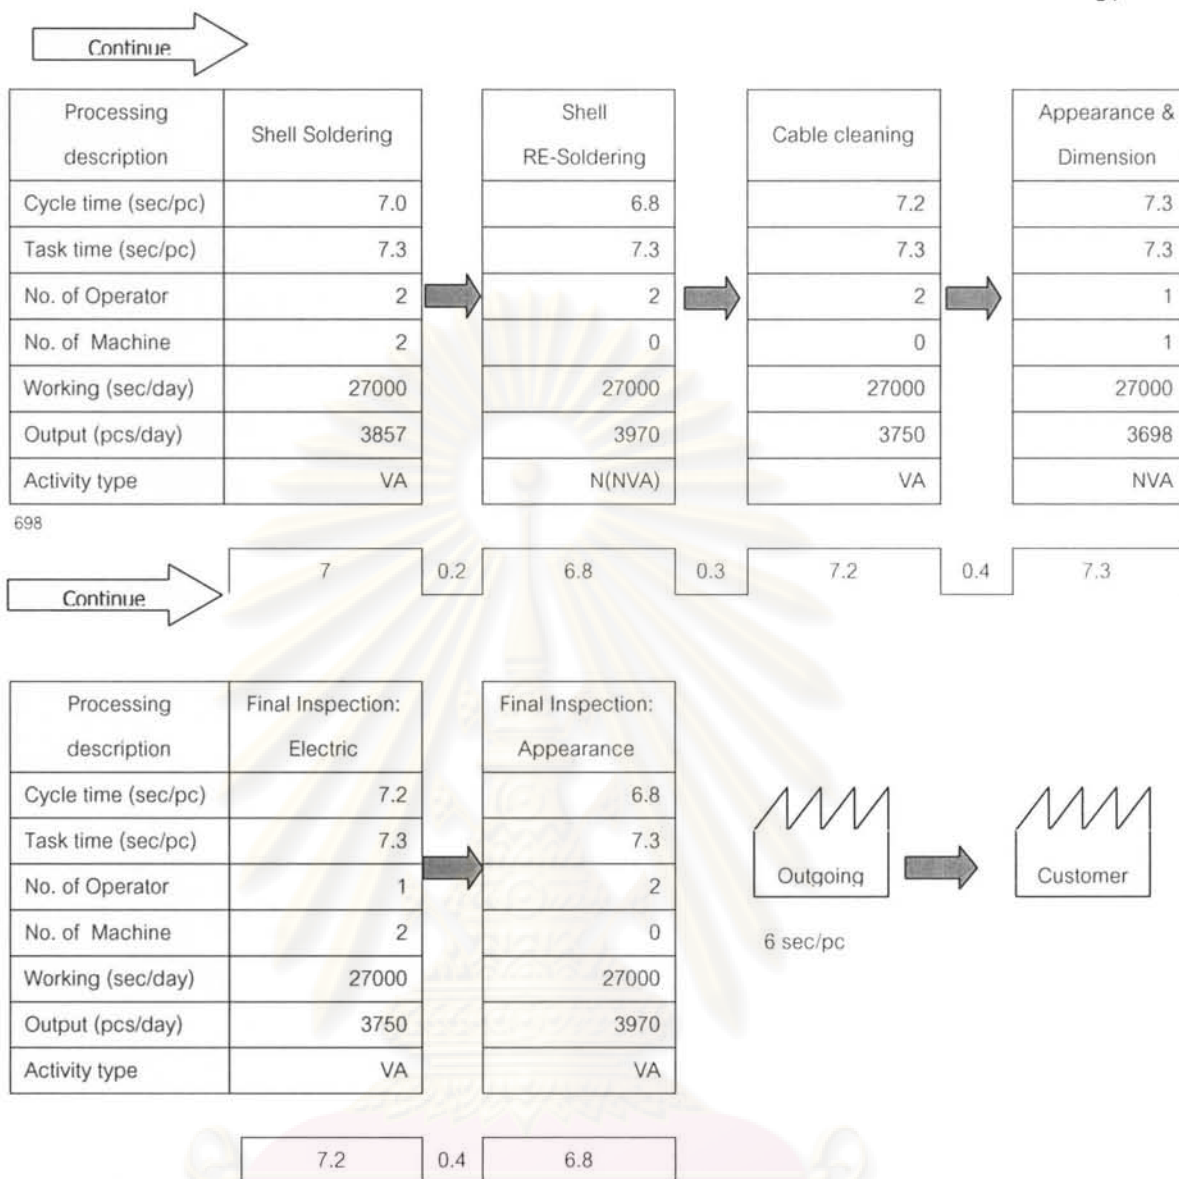 Continue
Processing description Shell Soldering Shell RE-Soldering Cable cleaning Appearance & Dimension
Cycle time (sec/pc) 7.0 6.8 7.2 7.3
Task time (sec/pc) 7.3 7.3 7.3 7.3
No. of Operator 2 2 2 1
No. of Machine 2 0 0 1
Working (sec/day) 27000 27000 27000 27000
Output (pcs/day) 3857 3970 3750 3698
Activity type VA N(NVA) VA NVA
698
7 0.2 6.8 0.3 7.2 0.4 7.3
Continue
Processing description Final Inspection: Electric Final Inspection: Appearance
Cycle time (sec/pc) 7.2 6.8
Task time (sec/pc) 7.3 7.3
No. of Operator 1 2
No. of Machine 2 0
Working (sec/day) 27000 27000
Output (pcs/day) 3750 3970
Activity type VA VA
Outgoing Customer
6 sec/pc
7.2 0.4 6.8